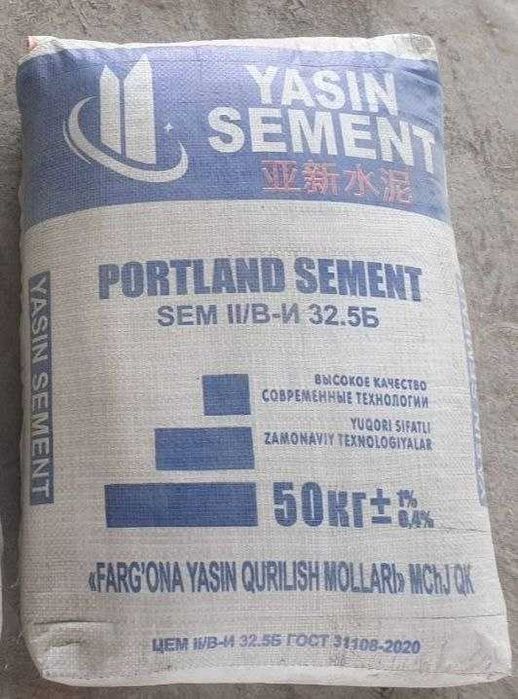 YASIN
SEMENT
亚新水泥
PORTLAND SEMENT
SEM II/B-И 32.5Б
YASIN SEMENT
ВЫСОКОЕ КАЧЕСТВО
СОВРЕМЕННЫЕ ТЕХНОЛОГИИ
YUQORI SIFATLI
ZAMONAVIY TEXNOLOGIYALAR
50кг± 1%
0,4%
«FARG'ONA YASIN QURILISH MOLLARI» MChJ QK
ЦЕМ II/В-И 32.5Б ГОСТ 31108-2020